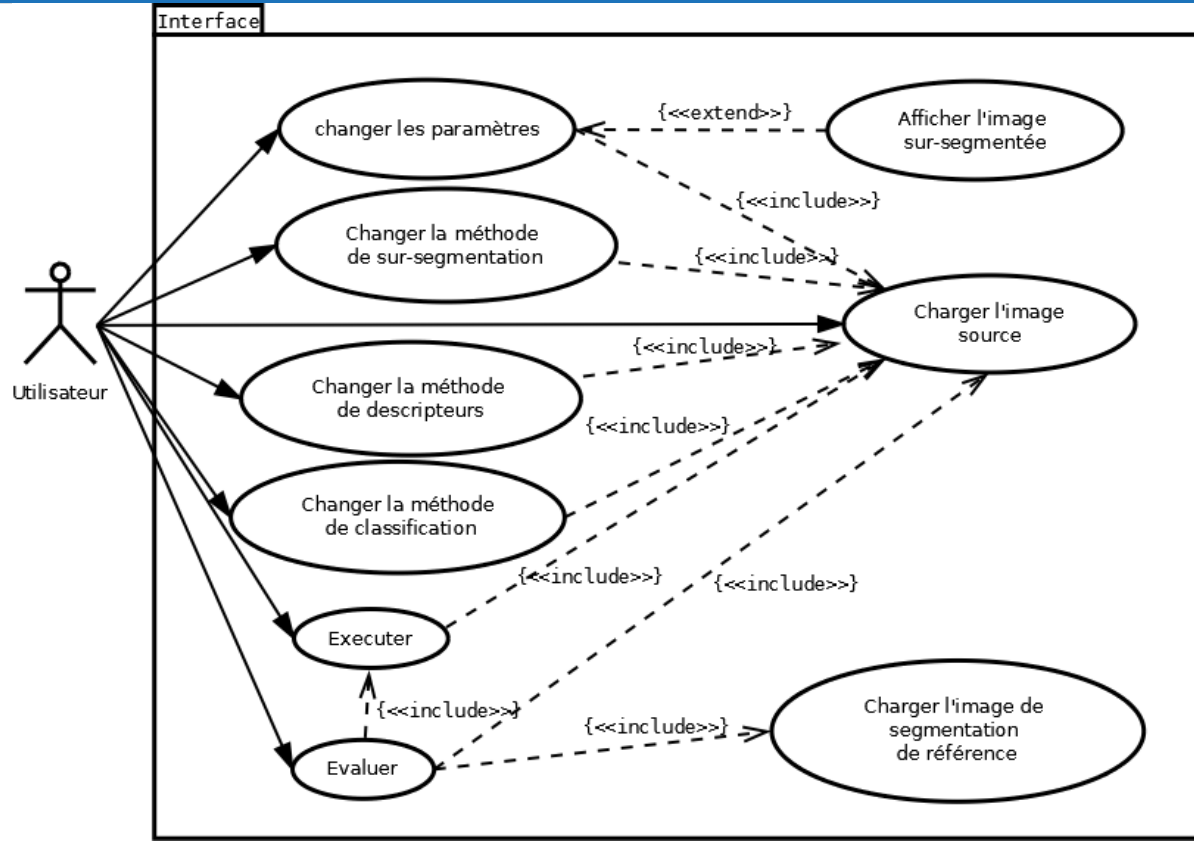 Interface
changer les paramètres
{<<extend>>}
Afficher l'image
sur-segmentée
{<<include>>}
Changer la méthode
de sur-segmentation
{<<include>>}
Charger l'image
source
{<<include>>}
Utilisateur
Changer la méthode
de descripteurs
{<<include>>}
Changer la méthode
de classification
{<<include>>}
{<<include>>}
Executer
{<<include>>}
{<<include>>}
Charger l'image de
segmentation
de référence
Evaluer